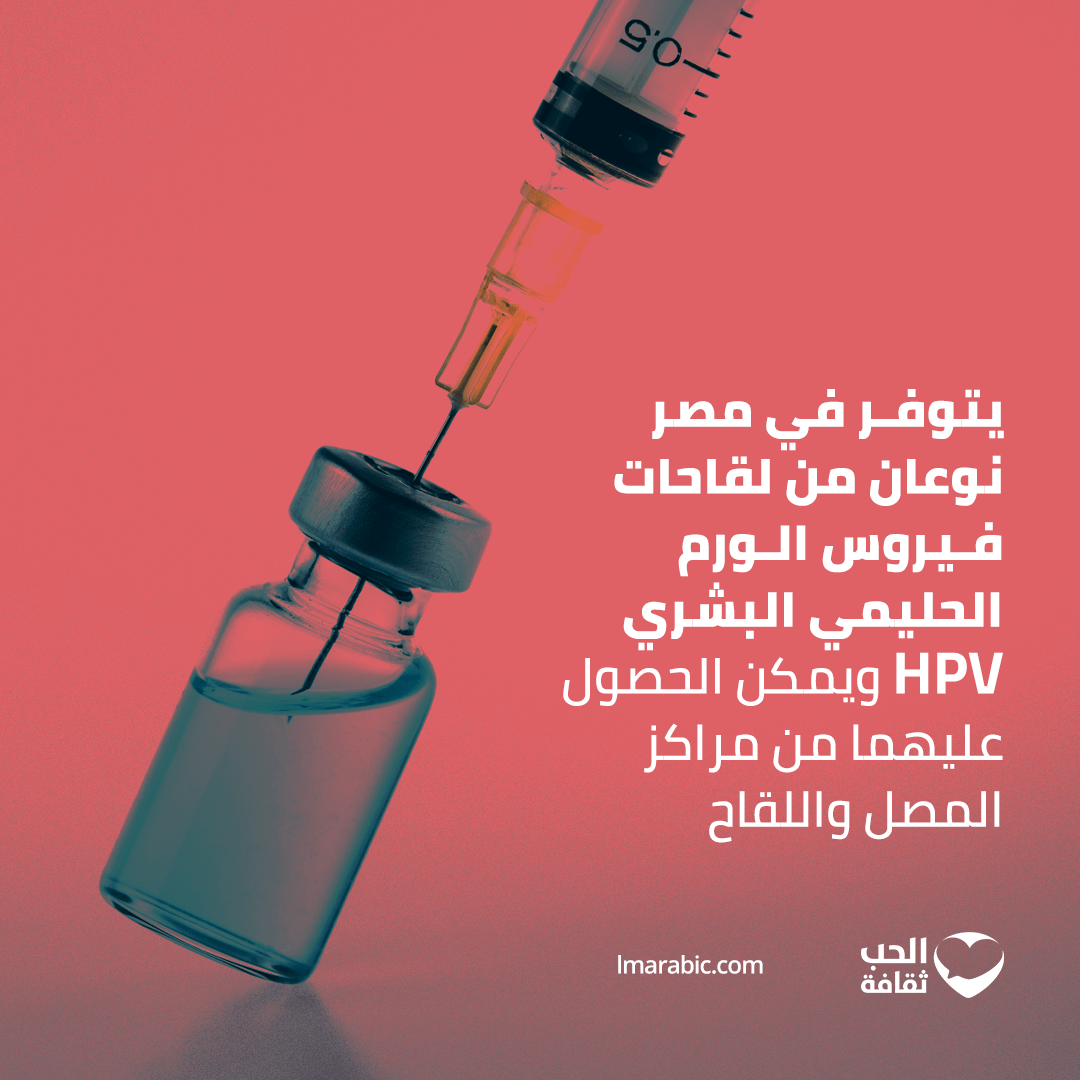 0.5
يتوفر في مصر
نوعان من لقاحات
فيروس الورم
الحليمي البشري
HPV ويمكن الحصول
عليهما من مراكز
المصل واللقاح
lmarabic.com
الحب
ثقافة